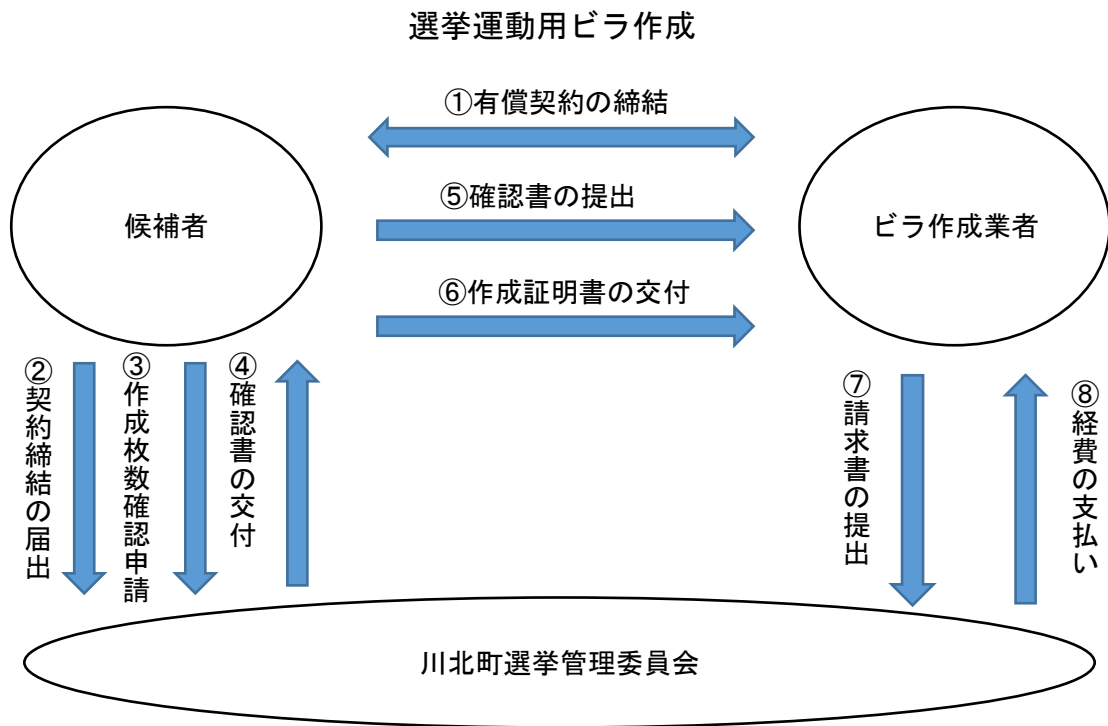 選挙運動用ビラ作成
①有償契約の締結
候補者
⑤確認書の提出
ビラ作成業者
⑥作成証明書の交付
②契約締結の届出
③作成枚数確認申請
④確認書の交付
⑦請求書の提出
⑧経費の支払い
川北町選挙管理委員会